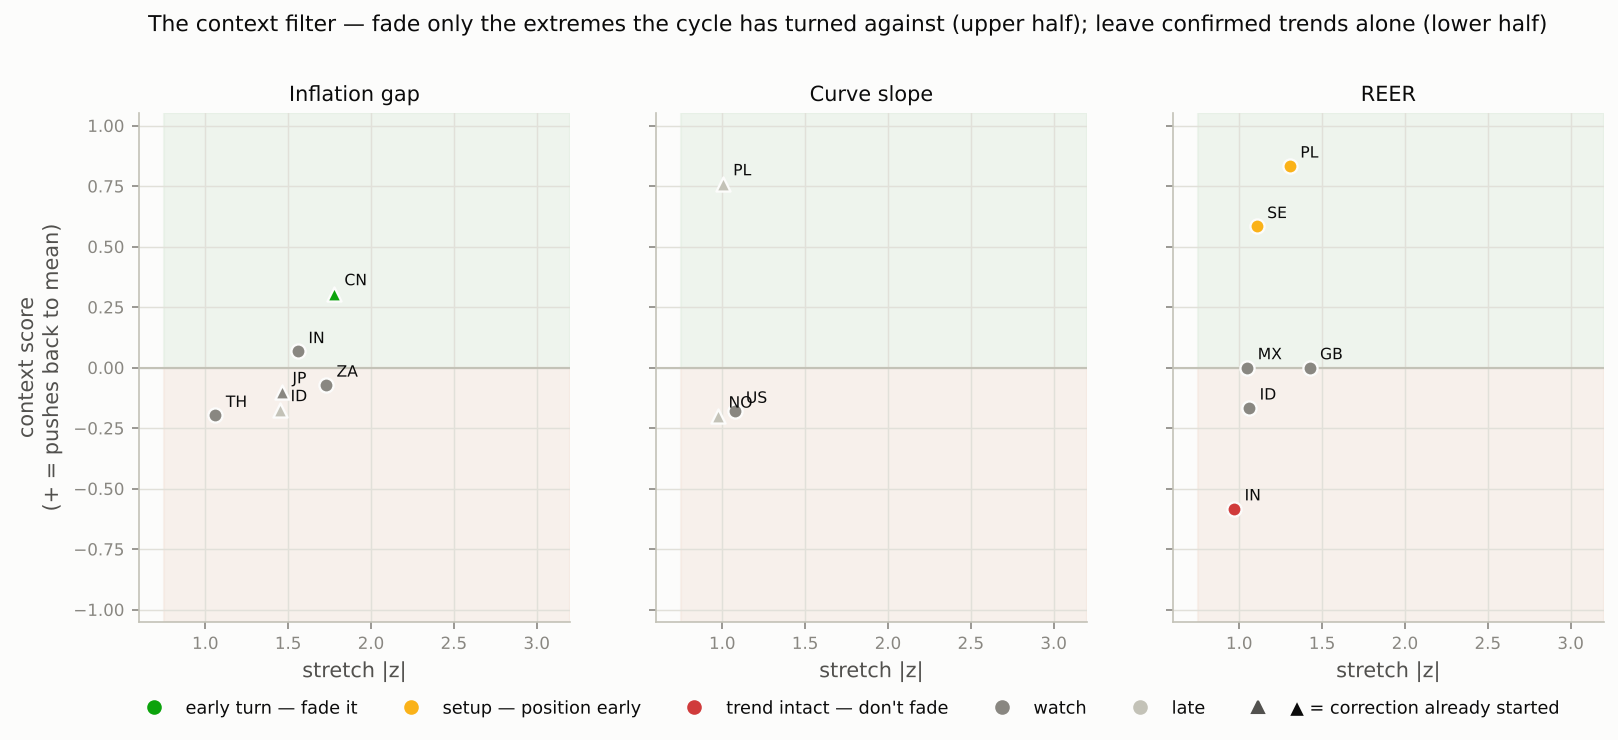 The context filter — fade only the extremes the cycle has turned against (upper half); leave confirmed trends alone (lower half)
Inflation gap
Curve slope
REER
context score
(+ = pushes back to mean)
1.00
0.75
0.50
0.25
0.00
−0.25
−0.50
−0.75
−1.00
CN
IN
ZA
JP
ID
TH
PL
US
NO
PL
SE
MX
GB
ID
IN
1.0 1.5 2.0 2.5 3.0
1.0 1.5 2.0 2.5 3.0
1.0 1.5 2.0 2.5 3.0
stretch |z|
stretch |z|
stretch |z|
early turn — fade it
setup — position early
trend intact — don't fade
watch
late
▲ = correction already started